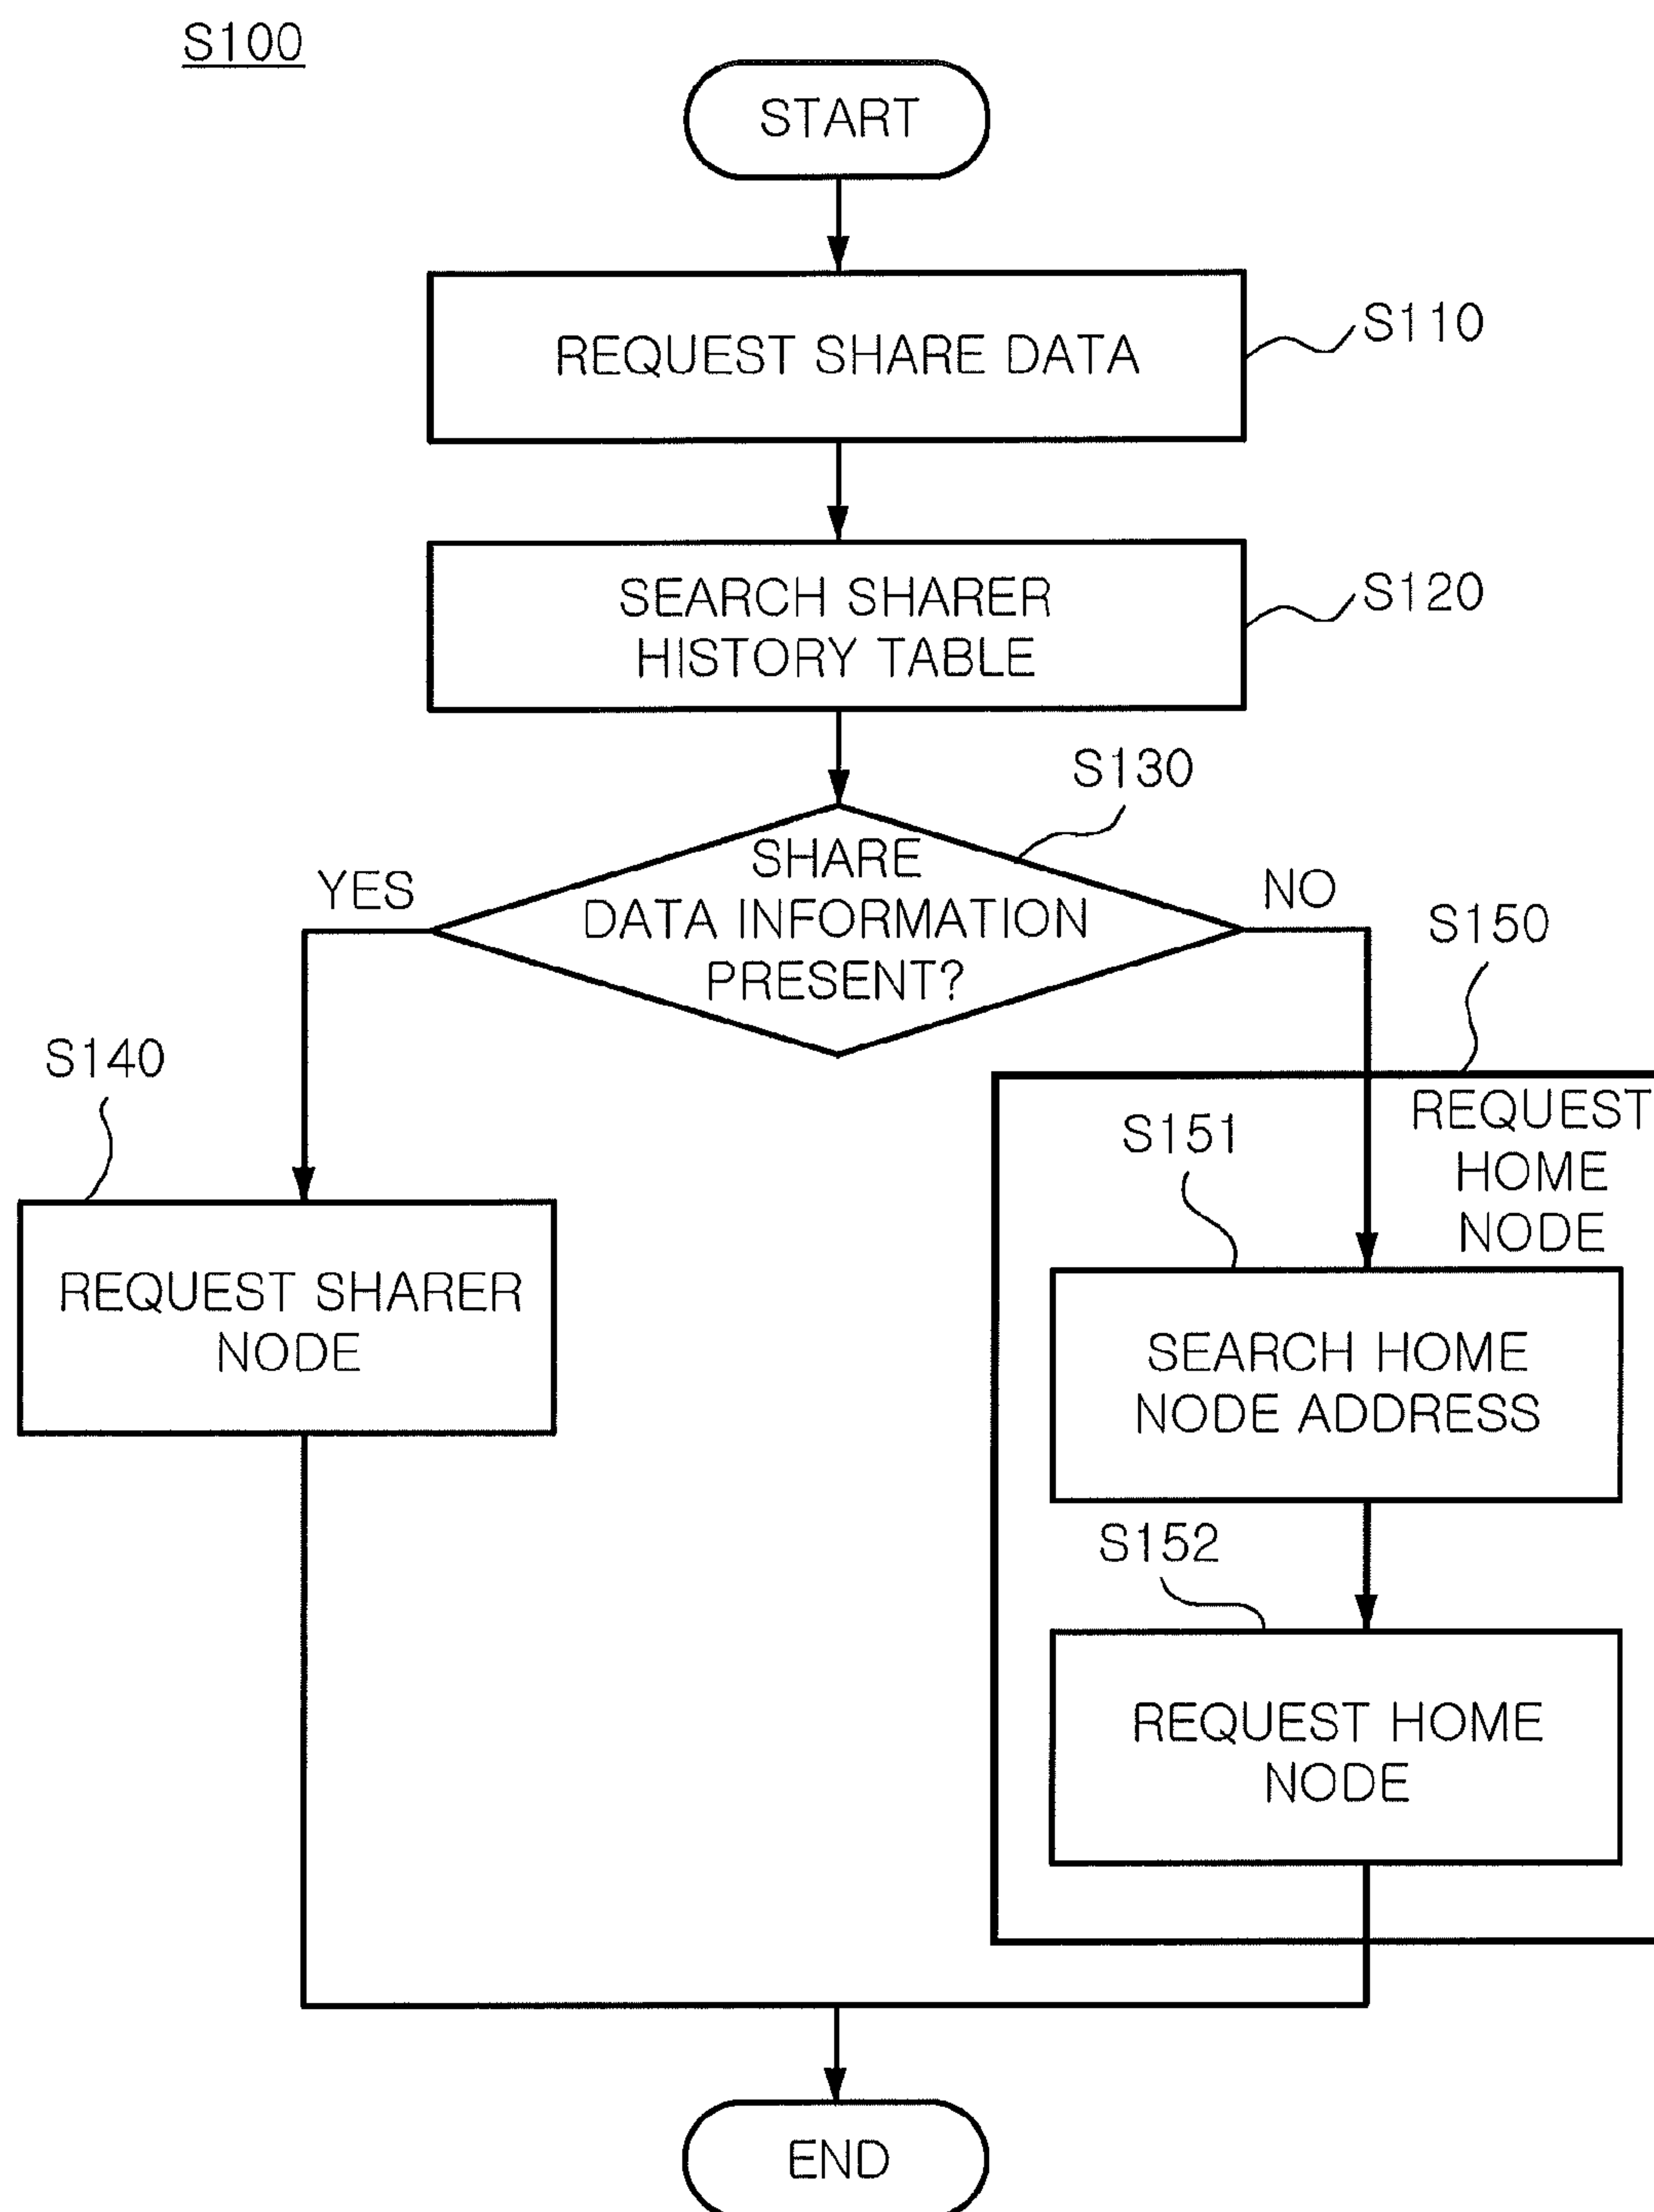 S100
START
REQUEST SHARE DATA
S110
SEARCH SHARER
HISTORY TABLE
S120
S130
SHARE
DATA INFORMATION
PRESENT?
YES
NO
S140
REQUEST SHARER
NODE
S150
REQUEST
HOME
NODE
S151
SEARCH HOME
NODE ADDRESS
S152
REQUEST HOME
NODE
END